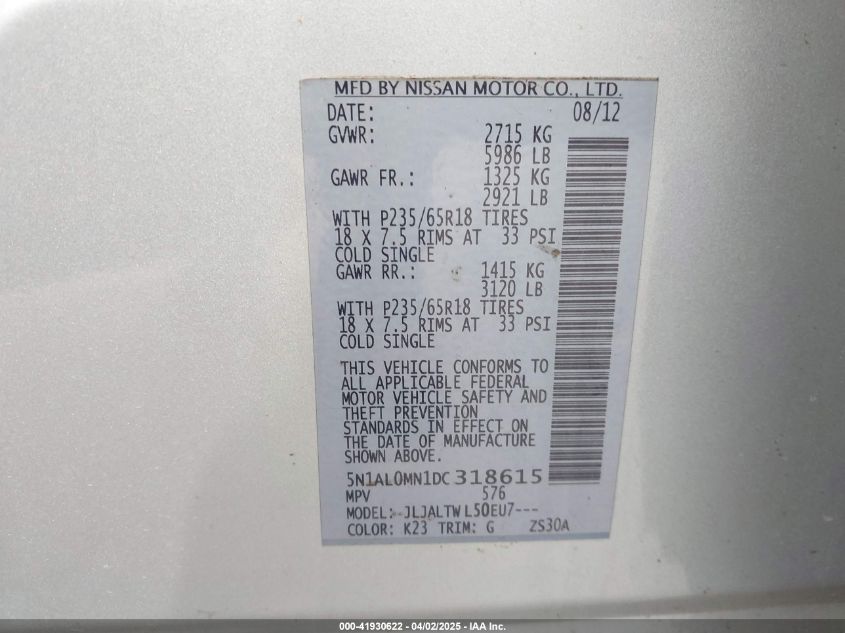 MFD BY NISSAN MOTOR CO., LTD.
DATE: 08/12
GVWR: 2715 KG
5986 LB
GAWR FR.: 1325 KG
2921 LB
WITH P235/65R18 TIRES
18 X 7.5 RIMS AT 33 PSI
COLD SINGLE
GAWR RR.: 1415 KG
3120 LB
WITH P235/65R18 TIRES
18 X 7.5 RIMS AT 33 PSI
COLD SINGLE
THIS VEHICLE CONFORMS TO
ALL APPLICABLE FEDERAL
MOTOR VEHICLE SAFETY AND
THEFT PREVENTION
STANDARDS IN EFFECT ON
THE DATE OF MANUFACTURE
SHOWN ABOVE.
5N1AL0MN1DC318615
MPV 576
MODEL: JLJALTWL50EU7---
COLOR: K23 TRIM: G ZS30A
000-41930622 - 04/02/2025 - IAA Inc.